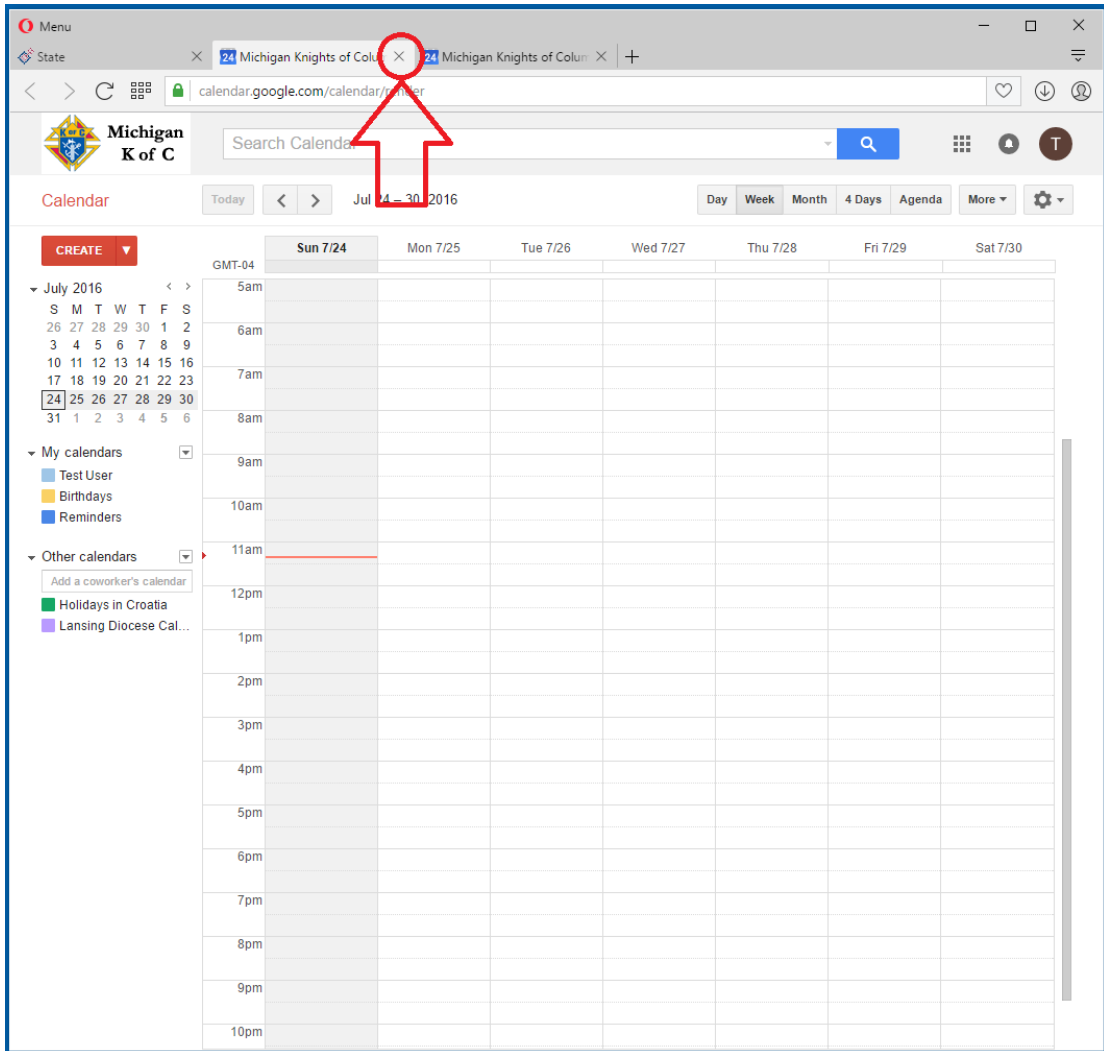 Menu
State 24 Michigan Knights of Colu 24 Michigan Knights of Colun
calendar.google.com/calendar/render
K of C
Michigan
K of C
Search Calendar
T
Calendar Today Jul 24 – 30, 2016 Day Week Month 4 Days Agenda More
CREATE
Sun 7/24 Mon 7/25 Tue 7/26 Wed 7/27 Thu 7/28 Fri 7/29 Sat 7/30
GMT-04
July 2016
S M T W T F S
26 27 28 29 30 1 2
3 4 5 6 7 8 9
10 11 12 13 14 15 16
17 18 19 20 21 22 23
24 25 26 27 28 29 30
31 1 2 3 4 5 6
My calendars
Test User
Birthdays
Reminders
Other calendars
Add a coworker's calendar
Holidays in Croatia
Lansing Diocese Cal...
5am
6am
7am
8am
9am
10am
11am
12pm
1pm
2pm
3pm
4pm
5pm
6pm
7pm
8pm
9pm
10pm